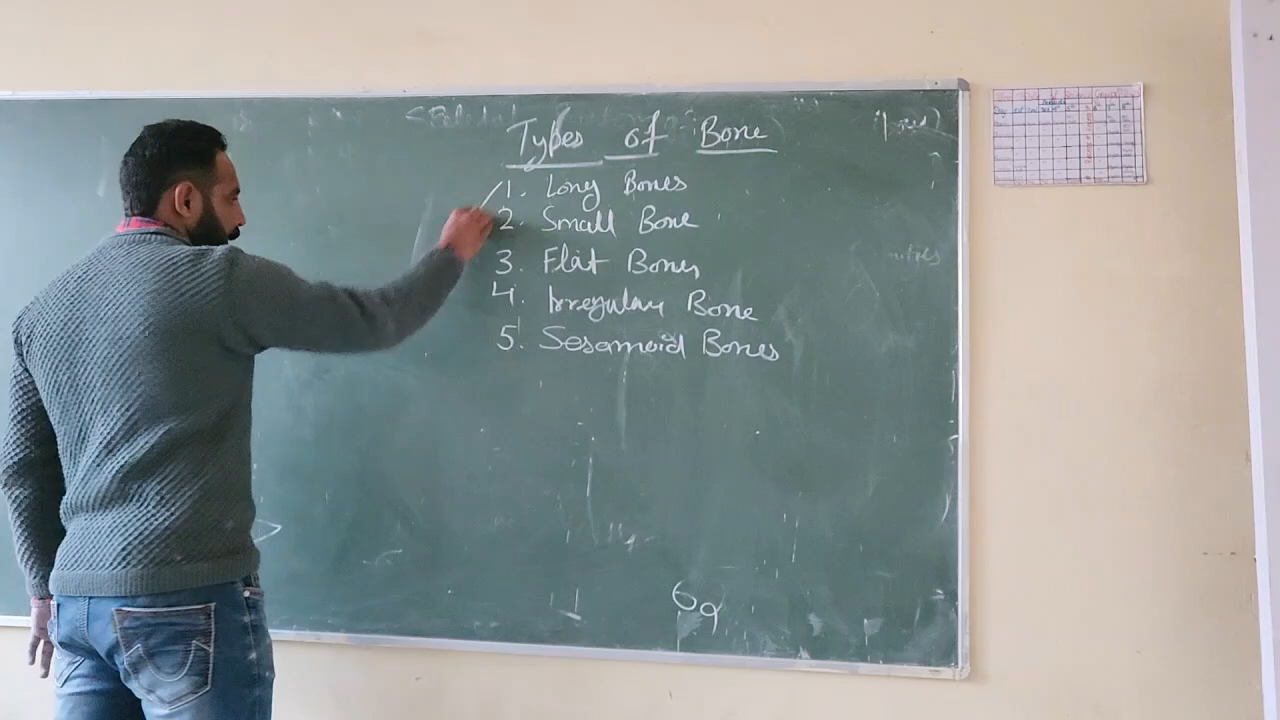 Types of Bone
1. Long Bones
2. Small Bone
3. Flat Bones
4. Irregular Bone
5. Sesamoid Bones
69